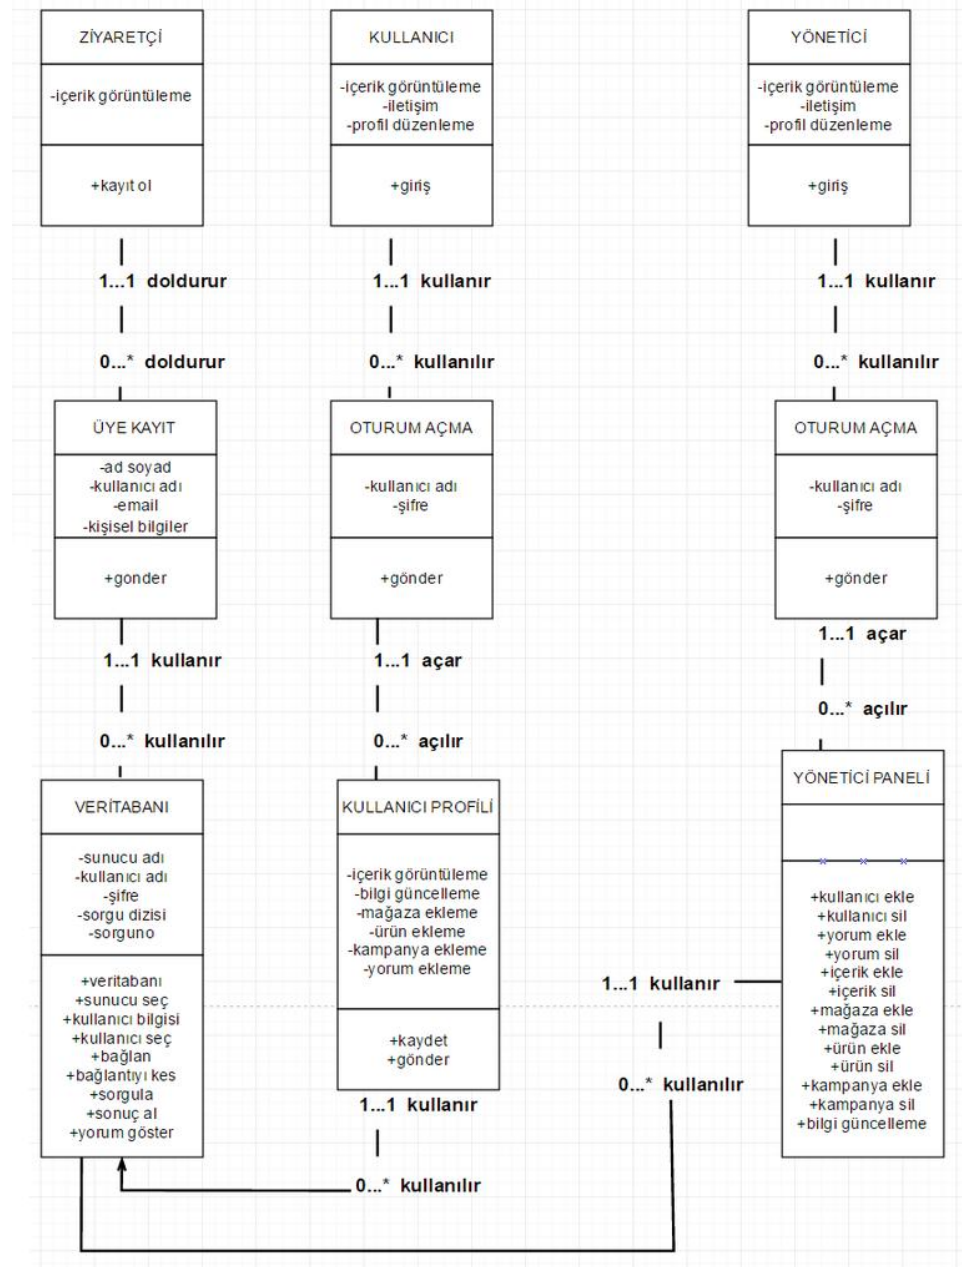 ZİYARETÇİ
-içerik görüntüleme
+kayıt ol
1...1 doldurur
0...* doldurur
ÜYE KAYIT
-ad soyad
-kullanıcı adı
-email
-kişisel bilgiler
+gonder
1...1 kullanır
0...* kullanılır
VERİTABANI
-sunucu adı
-kullanıcı adı
-şifre
-sorgu dizisi
-sorguno
+veritabanı
+sunucu seç
+kullanıcı bilgisi
+kullanıcı seç
+bağlan
+bağlantıyı kes
+sorgula
+sonuç al
+yorum göster
KULLANICI
-içerik görüntüleme
-iletişim
-profil düzenleme
+giriş
1...1 kullanır
0...* kullanılır
OTURUM AÇMA
-kullanıcı adı
-şifre
+gönder
1...1 açar
0...* açılır
KULLANICI PROFİLİ
-içerik görüntüleme
-bilgi güncelleme
-mağaza ekleme
-ürün ekleme
-kampanya ekleme
-yorum ekleme
+kaydet
+gönder
1...1 kullanır
0...* kullanılır
YÖNETİCİ
-içerik görüntüleme
-iletişim
-profil düzenleme
+giriş
1...1 kullanır
0...* kullanılır
OTURUM AÇMA
-kullanıcı adı
-şifre
+gönder
1...1 açar
0...* açılır
YÖNETİCİ PANELİ
+kullanıcı ekle
+kullanıcı sil
+yorum ekle
+yorum sil
+içerik ekle
+içerik sil
+mağaza ekle
+mağaza sil
+ürün ekle
+ürün sil
+kampanya ekle
+kampanya sil
+bilgi güncelleme
1...1 kullanır
0...* kullanılır